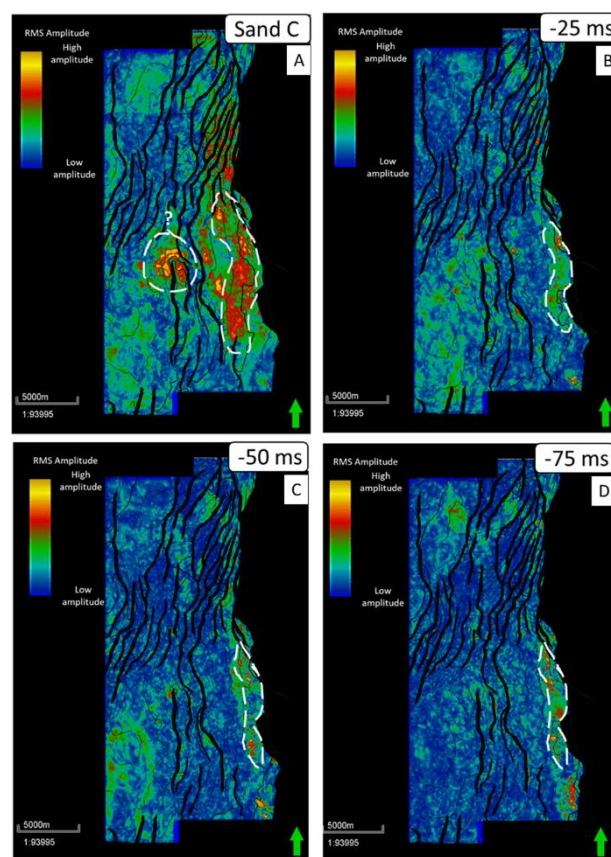 Sand C
A
RMS Amplitude
High
amplitude
Low
amplitude
?
5000m
1:93995
-25 ms
B
RMS Amplitude
High
amplitude
Low
amplitude
5000m
1:93995
-50 ms
C
RMS Amplitude
High
amplitude
Low
amplitude
5000m
1:93995
-75 ms
D
RMS Amplitude
High
amplitude
Low
amplitude
5000m
1:93995